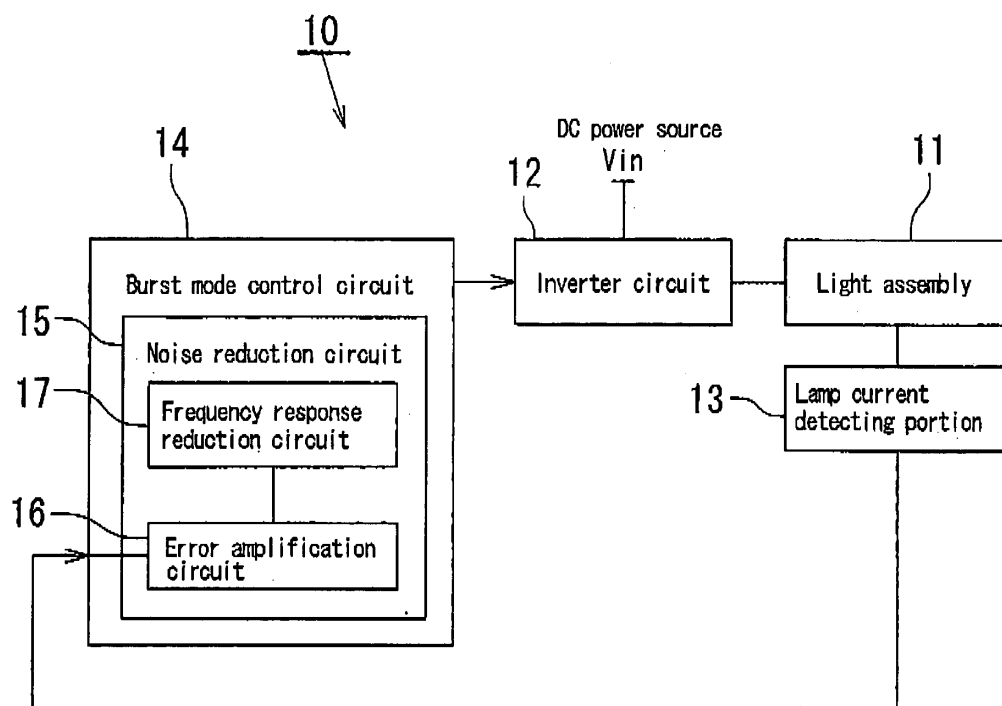 10
14
DC power source
Vin
12
11
Burst mode control circuit
Inverter circuit
Light assembly
15
Noise reduction circuit
17
Frequency response
reduction circuit
13
Lamp current
detecting portion
16
Error amplification
circuit